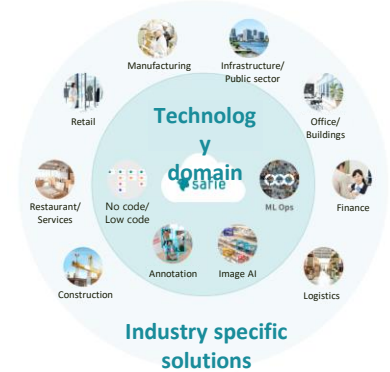 Manufacturing
Infrastructure/
Public sector
Retail
Technolog
y
domain
Office/
Buildings
safie
Restaurant/
Services
No code/
Low code
ML Ops
Finance
Annotation
Image AI
Construction
Logistics
Industry specific
solutions